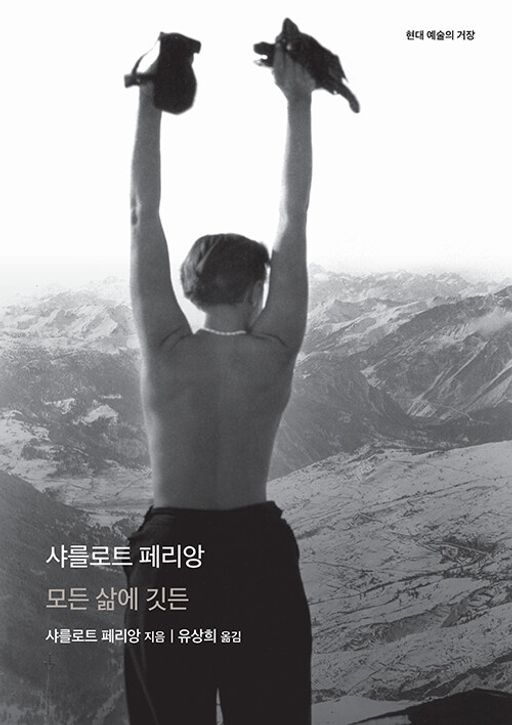 현대 예술의 거장
샤를로트 페리앙
모든 삶에 깃든
샤를로트 페리앙 지음 | 유상희 옮김